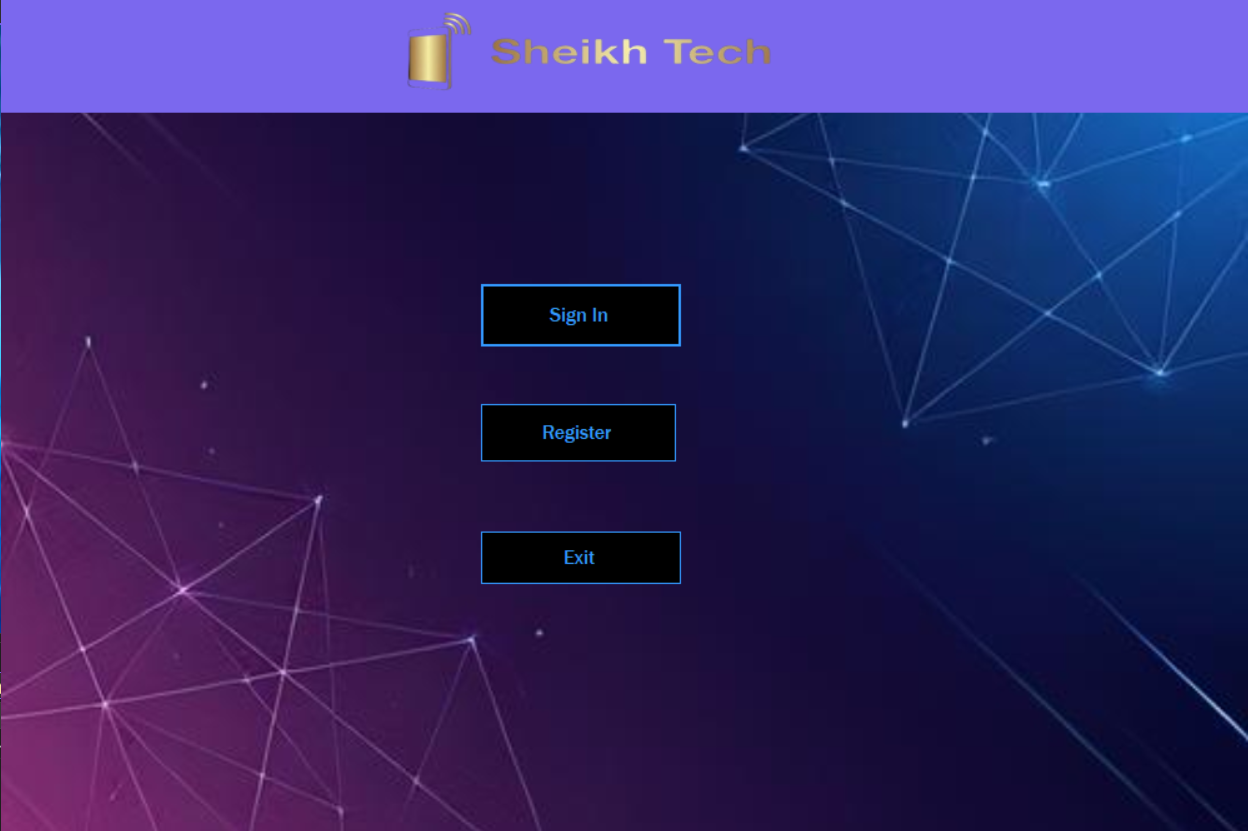 Sheikh Tech
Sign In
Register
Exit